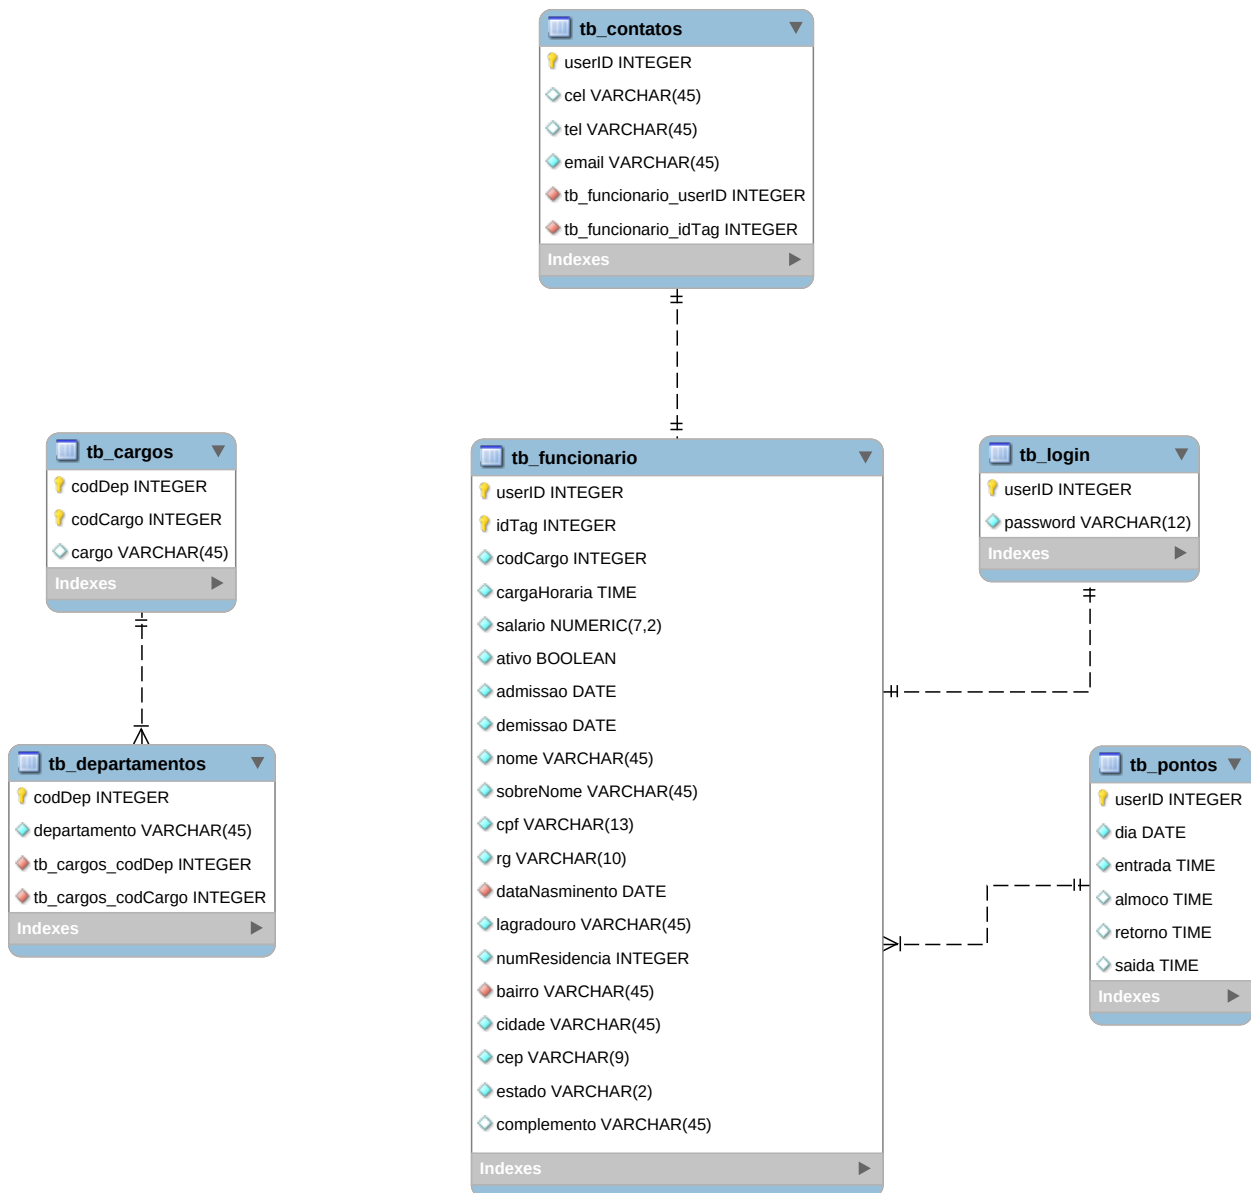 tb_contatos
userID INTEGER
cel VARCHAR(45)
tel VARCHAR(45)
email VARCHAR(45)
tb_funcionario_userID INTEGER
tb_funcionario_idTag INTEGER
Indexes
tb_cargos
codDep INTEGER
codCargo INTEGER
cargo VARCHAR(45)
Indexes
tb_departamentos
codDep INTEGER
departamento VARCHAR(45)
tb_cargos_codDep INTEGER
tb_cargos_codCargo INTEGER
Indexes
tb_funcionario
userID INTEGER
idTag INTEGER
codCargo INTEGER
cargaHoraria TIME
salario NUMERIC(7,2)
ativo BOOLEAN
admissao DATE
demissao DATE
nome VARCHAR(45)
sobreNome VARCHAR(45)
cpf VARCHAR(13)
rg VARCHAR(10)
dataNasminento DATE
lagradouro VARCHAR(45)
numResidencia INTEGER
bairro VARCHAR(45)
cidade VARCHAR(45)
cep VARCHAR(9)
estado VARCHAR(2)
complemento VARCHAR(45)
Indexes
tb_login
userID INTEGER
password VARCHAR(12)
Indexes
tb_pontos
userID INTEGER
dia DATE
entrada TIME
almoco TIME
retorno TIME
saida TIME
Indexes